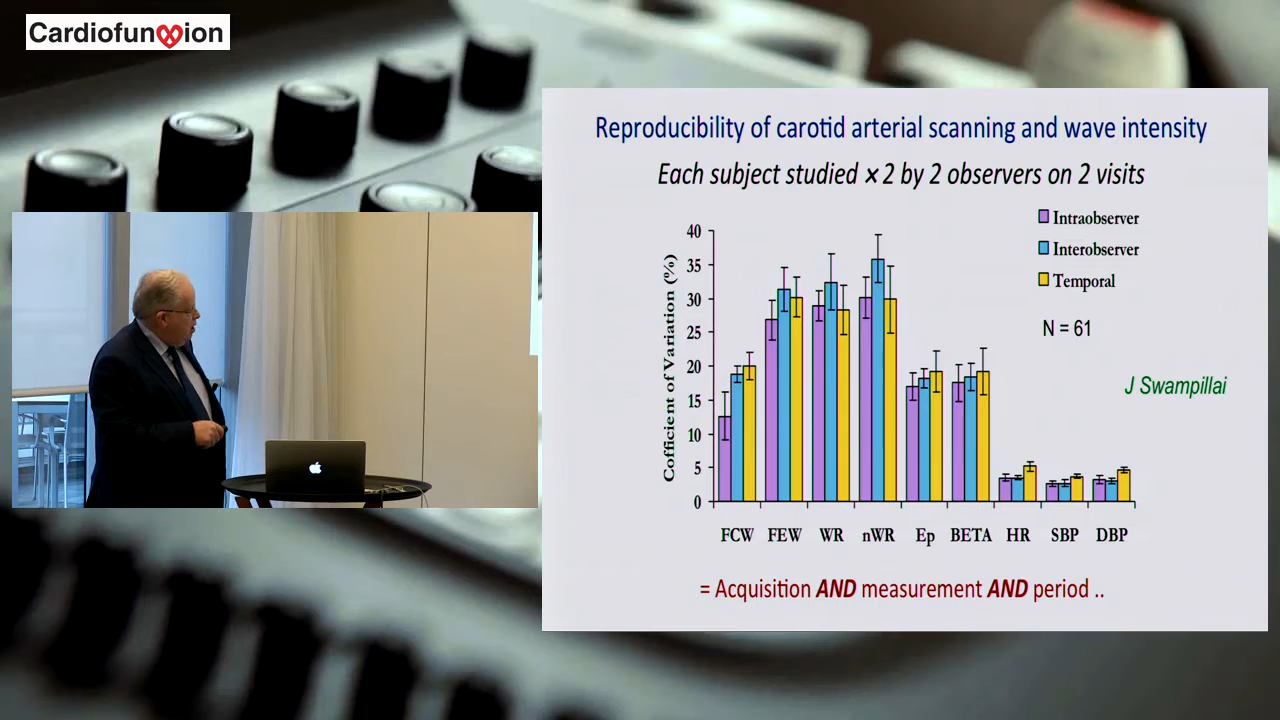 Cardiofunxion
Reproducibility of carotid arterial scanning and wave intensity
Each subject studied ×2 by 2 observers on 2 visits
Intraobserver
Interobserver
Temporal
N = 61
J Swampillai
Cofficient of Variation (%)
40
35
30
25
20
15
10
5
0
FCW FEW WR nWR Ep BETA HR SBP DBP
= Acquisition AND measurement AND period ..